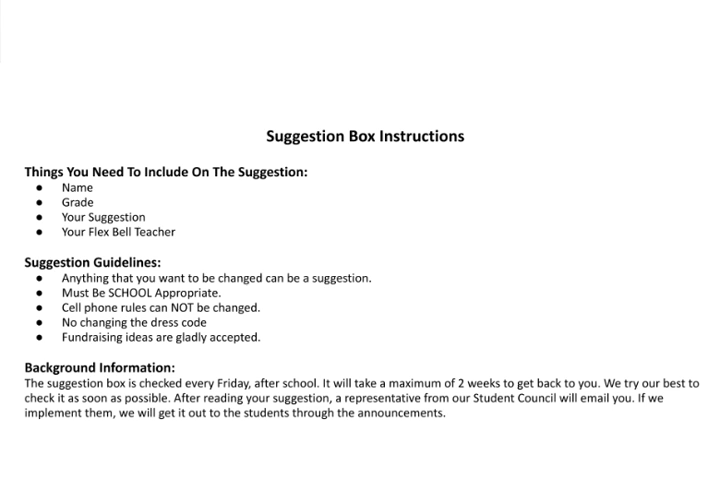 Suggestion Box Instructions
Things You Need To Include On The Suggestion:
● Name
● Grade
● Your Suggestion
● Your Flex Bell Teacher
Suggestion Guidelines:
● Anything that you want to be changed can be a suggestion.
● Must Be SCHOOL Appropriate.
● Cell phone rules can NOT be changed.
● No changing the dress code
● Fundraising ideas are gladly accepted.
Background Information:
The suggestion box is checked every Friday, after school. It will take a maximum of 2 weeks to get back to you. We try our best to
check it as soon as possible. After reading your suggestion, a representative from our Student Council will email you. If we
implement them, we will get it out to the students through the announcements.